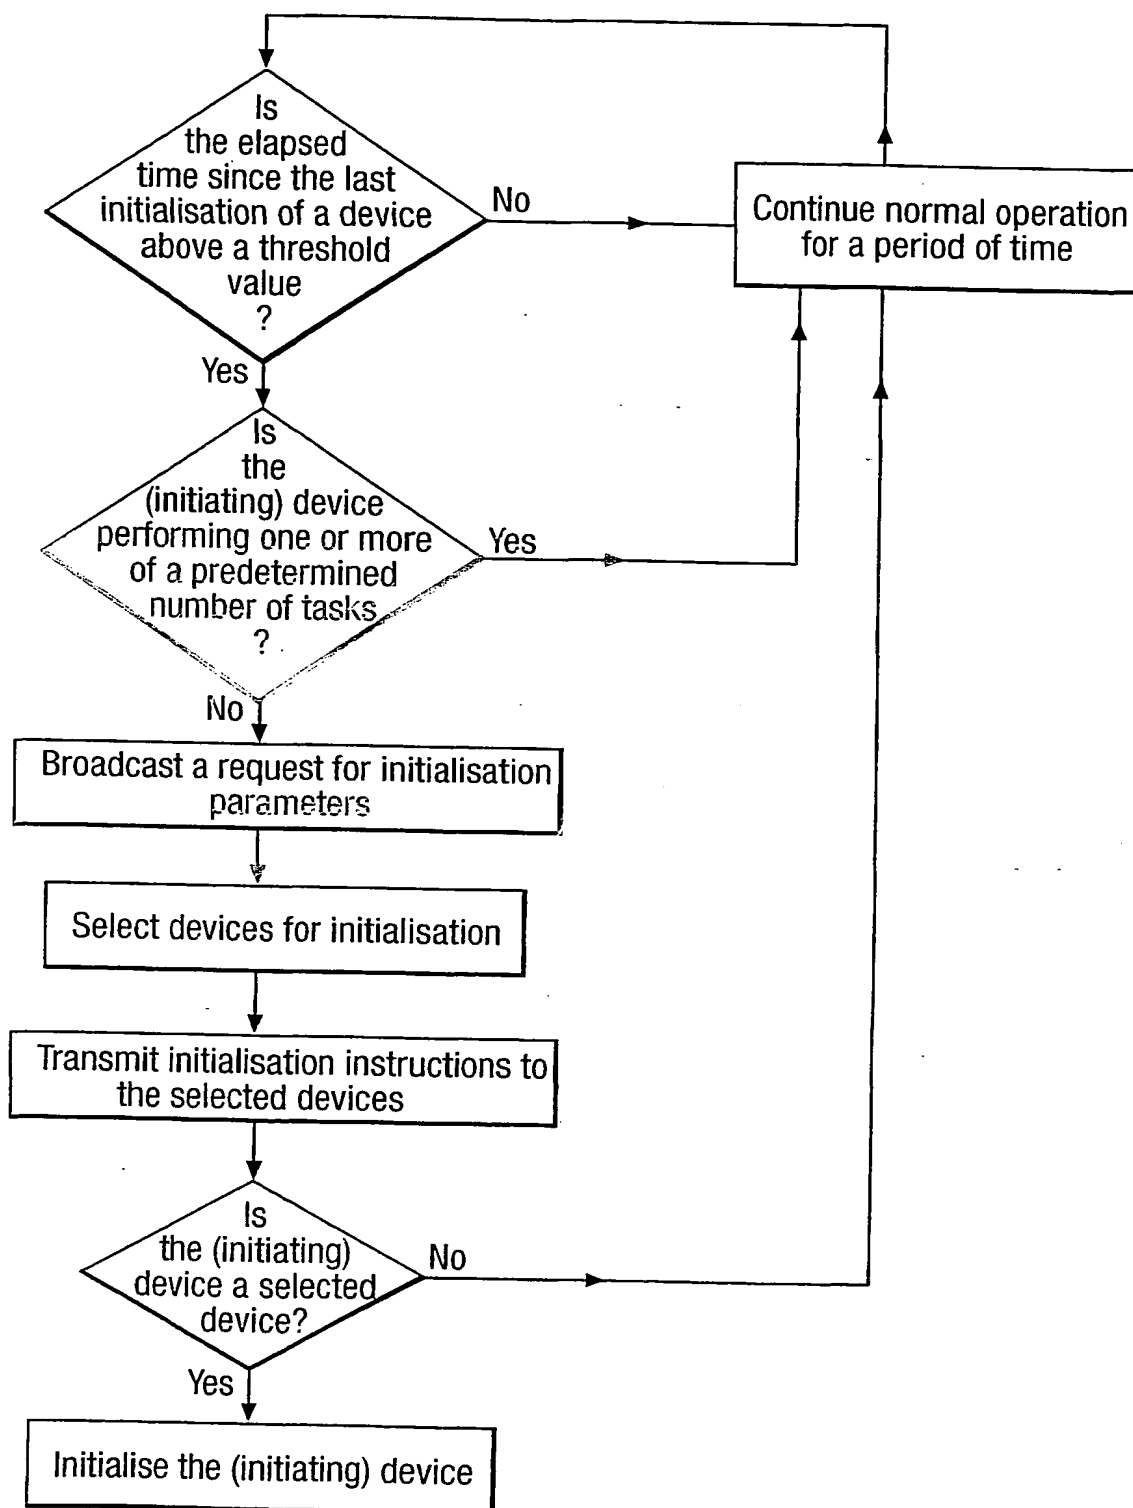 Is
the elapsed
time since the last
initialisation of a device
above a threshold
value
?
No
Continue normal operation
for a period of time
Yes
Is
the
(initiating) device
performing one or more
of a predetermined
number of tasks
?
Yes
No
Broadcast a request for initialisation
parameters
Select devices for initialisation
Transmit initialisation instructions to
the selected devices
Is
the (initiating)
device a selected
device?
No
Yes
Initialise the (initiating) device